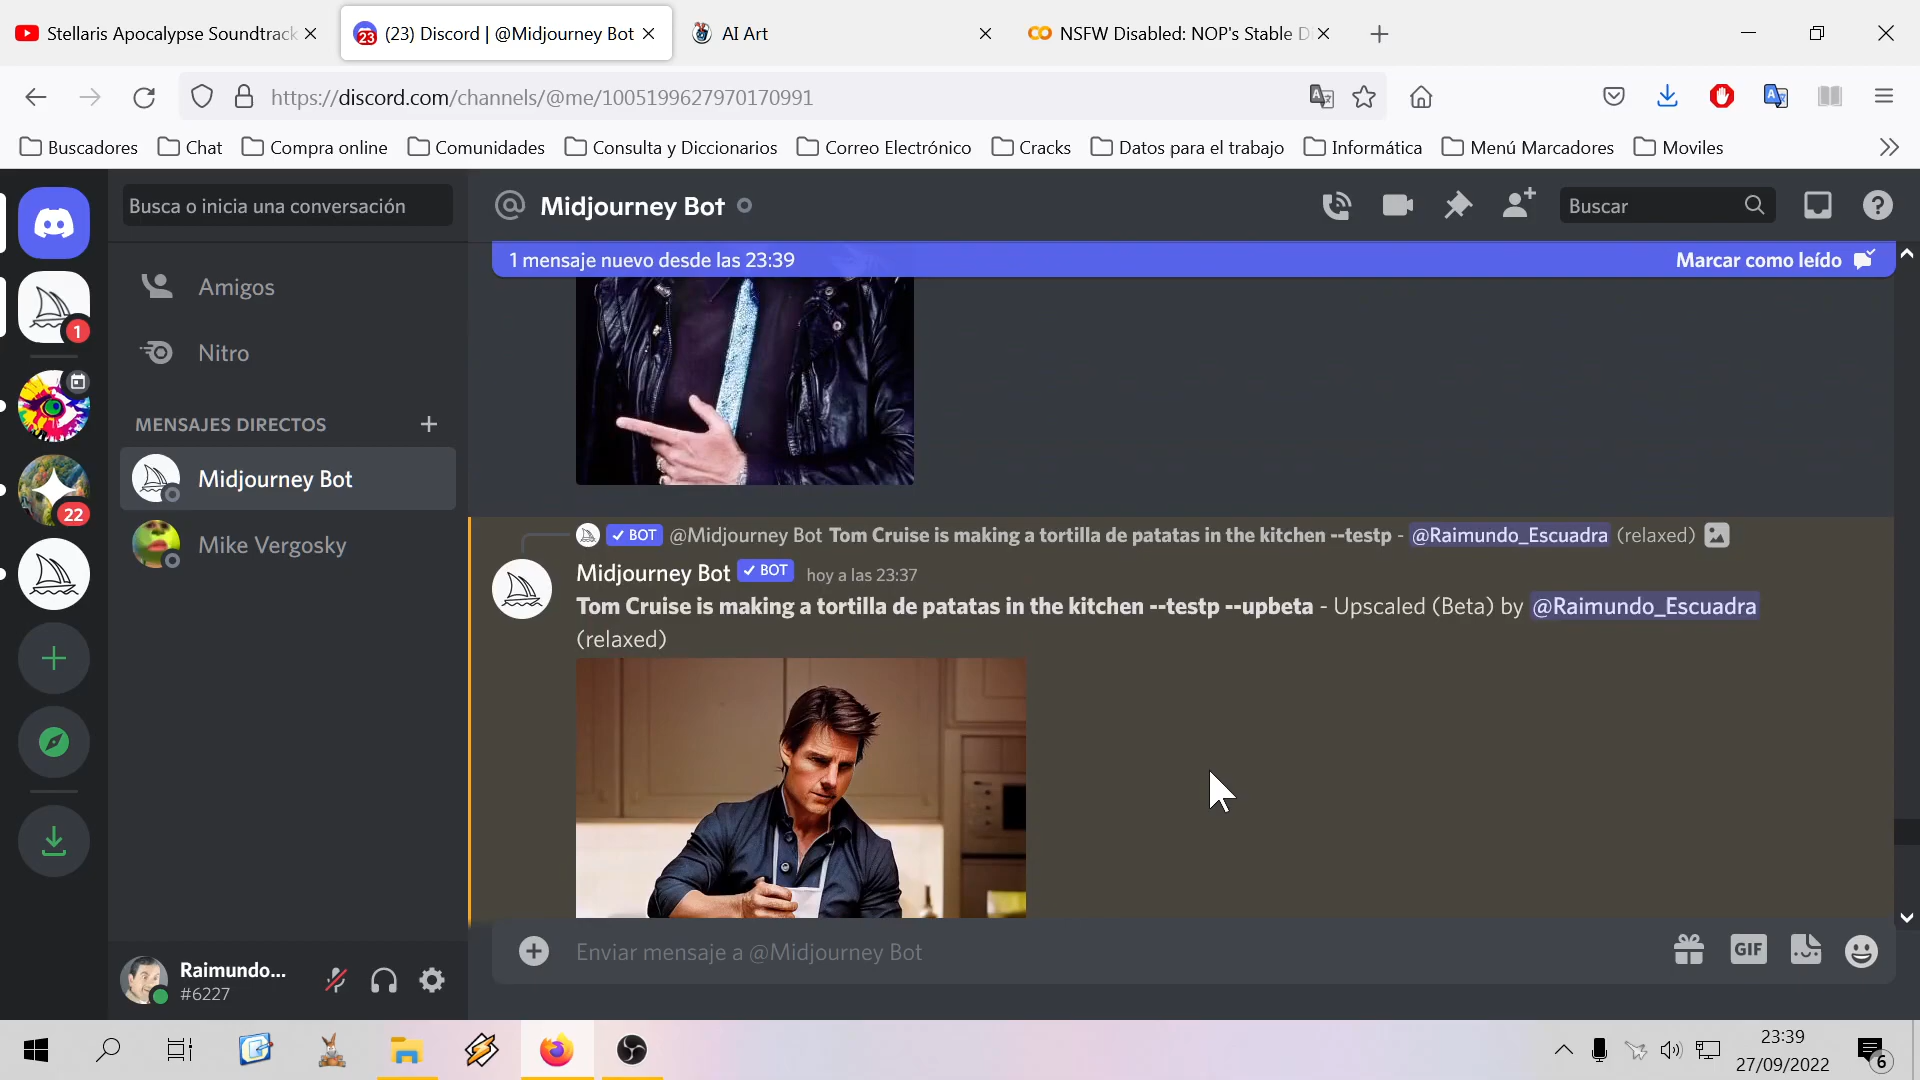 Stellaris Apocalypse Soundtrack
(23) Discord | @Midjourney Bot
AI Art
NSFW Disabled: NOP's Stable D
https://discord.com/channels/@me/1005199627970170991
Buscadores
Chat
Compra online
Comunidades
Consulta y Diccionarios
Correo Electrónico
Cracks
Datos para el trabajo
Informática
Menú Marcadores
Moviles
Busca o inicia una conversación
Midjourney Bot
Buscar
1 mensaje nuevo desde las 23:39
Marcar como leído
Amigos
1
Nitro
MENSAJES DIRECTOS
Midjourney Bot
22
Mike Vergosky
BOT @Midjourney Bot Tom Cruise is making a tortilla de patatas in the kitchen --testp - @Raimundo_Escuadra (relaxed)
Midjourney Bot BOT hoy a las 23:37
Tom Cruise is making a tortilla de patatas in the kitchen --testp --upbeta - Upscaled (Beta) by @Raimundo_Escuadra
(relaxed)
Enviar mensaje a @Midjourney Bot
GIF
Raimundo...
#6227
23:39
27/09/2022
6